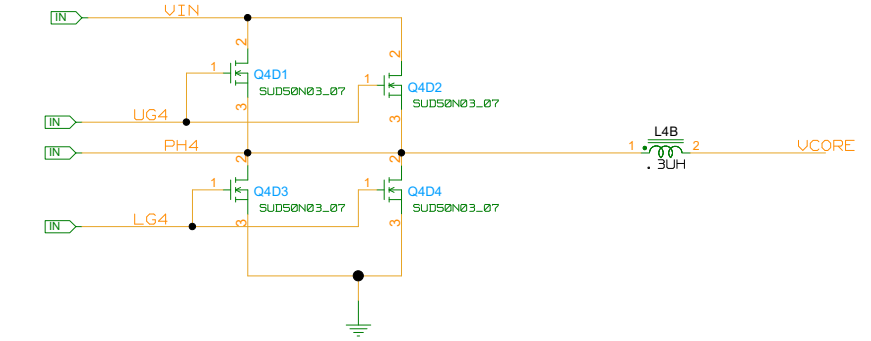 IN VIN
2 2
1 Q4D1
SUD50N03_07
1 Q4D2
SUD50N03_07
3 3
IN UG4
IN PH4
1 L4B 2 VCORE
.3UH
2 2
1 Q4D3
SUD50N03_07
1 Q4D4
SUD50N03_07
3 3
IN LG4